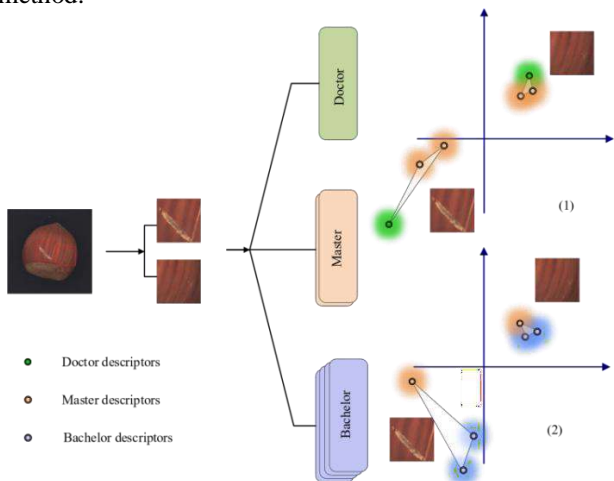 method.
Doctor
(1)
Master
Doctor descriptors
Master descriptors
Bachelor descriptors
Bachelor
(2)